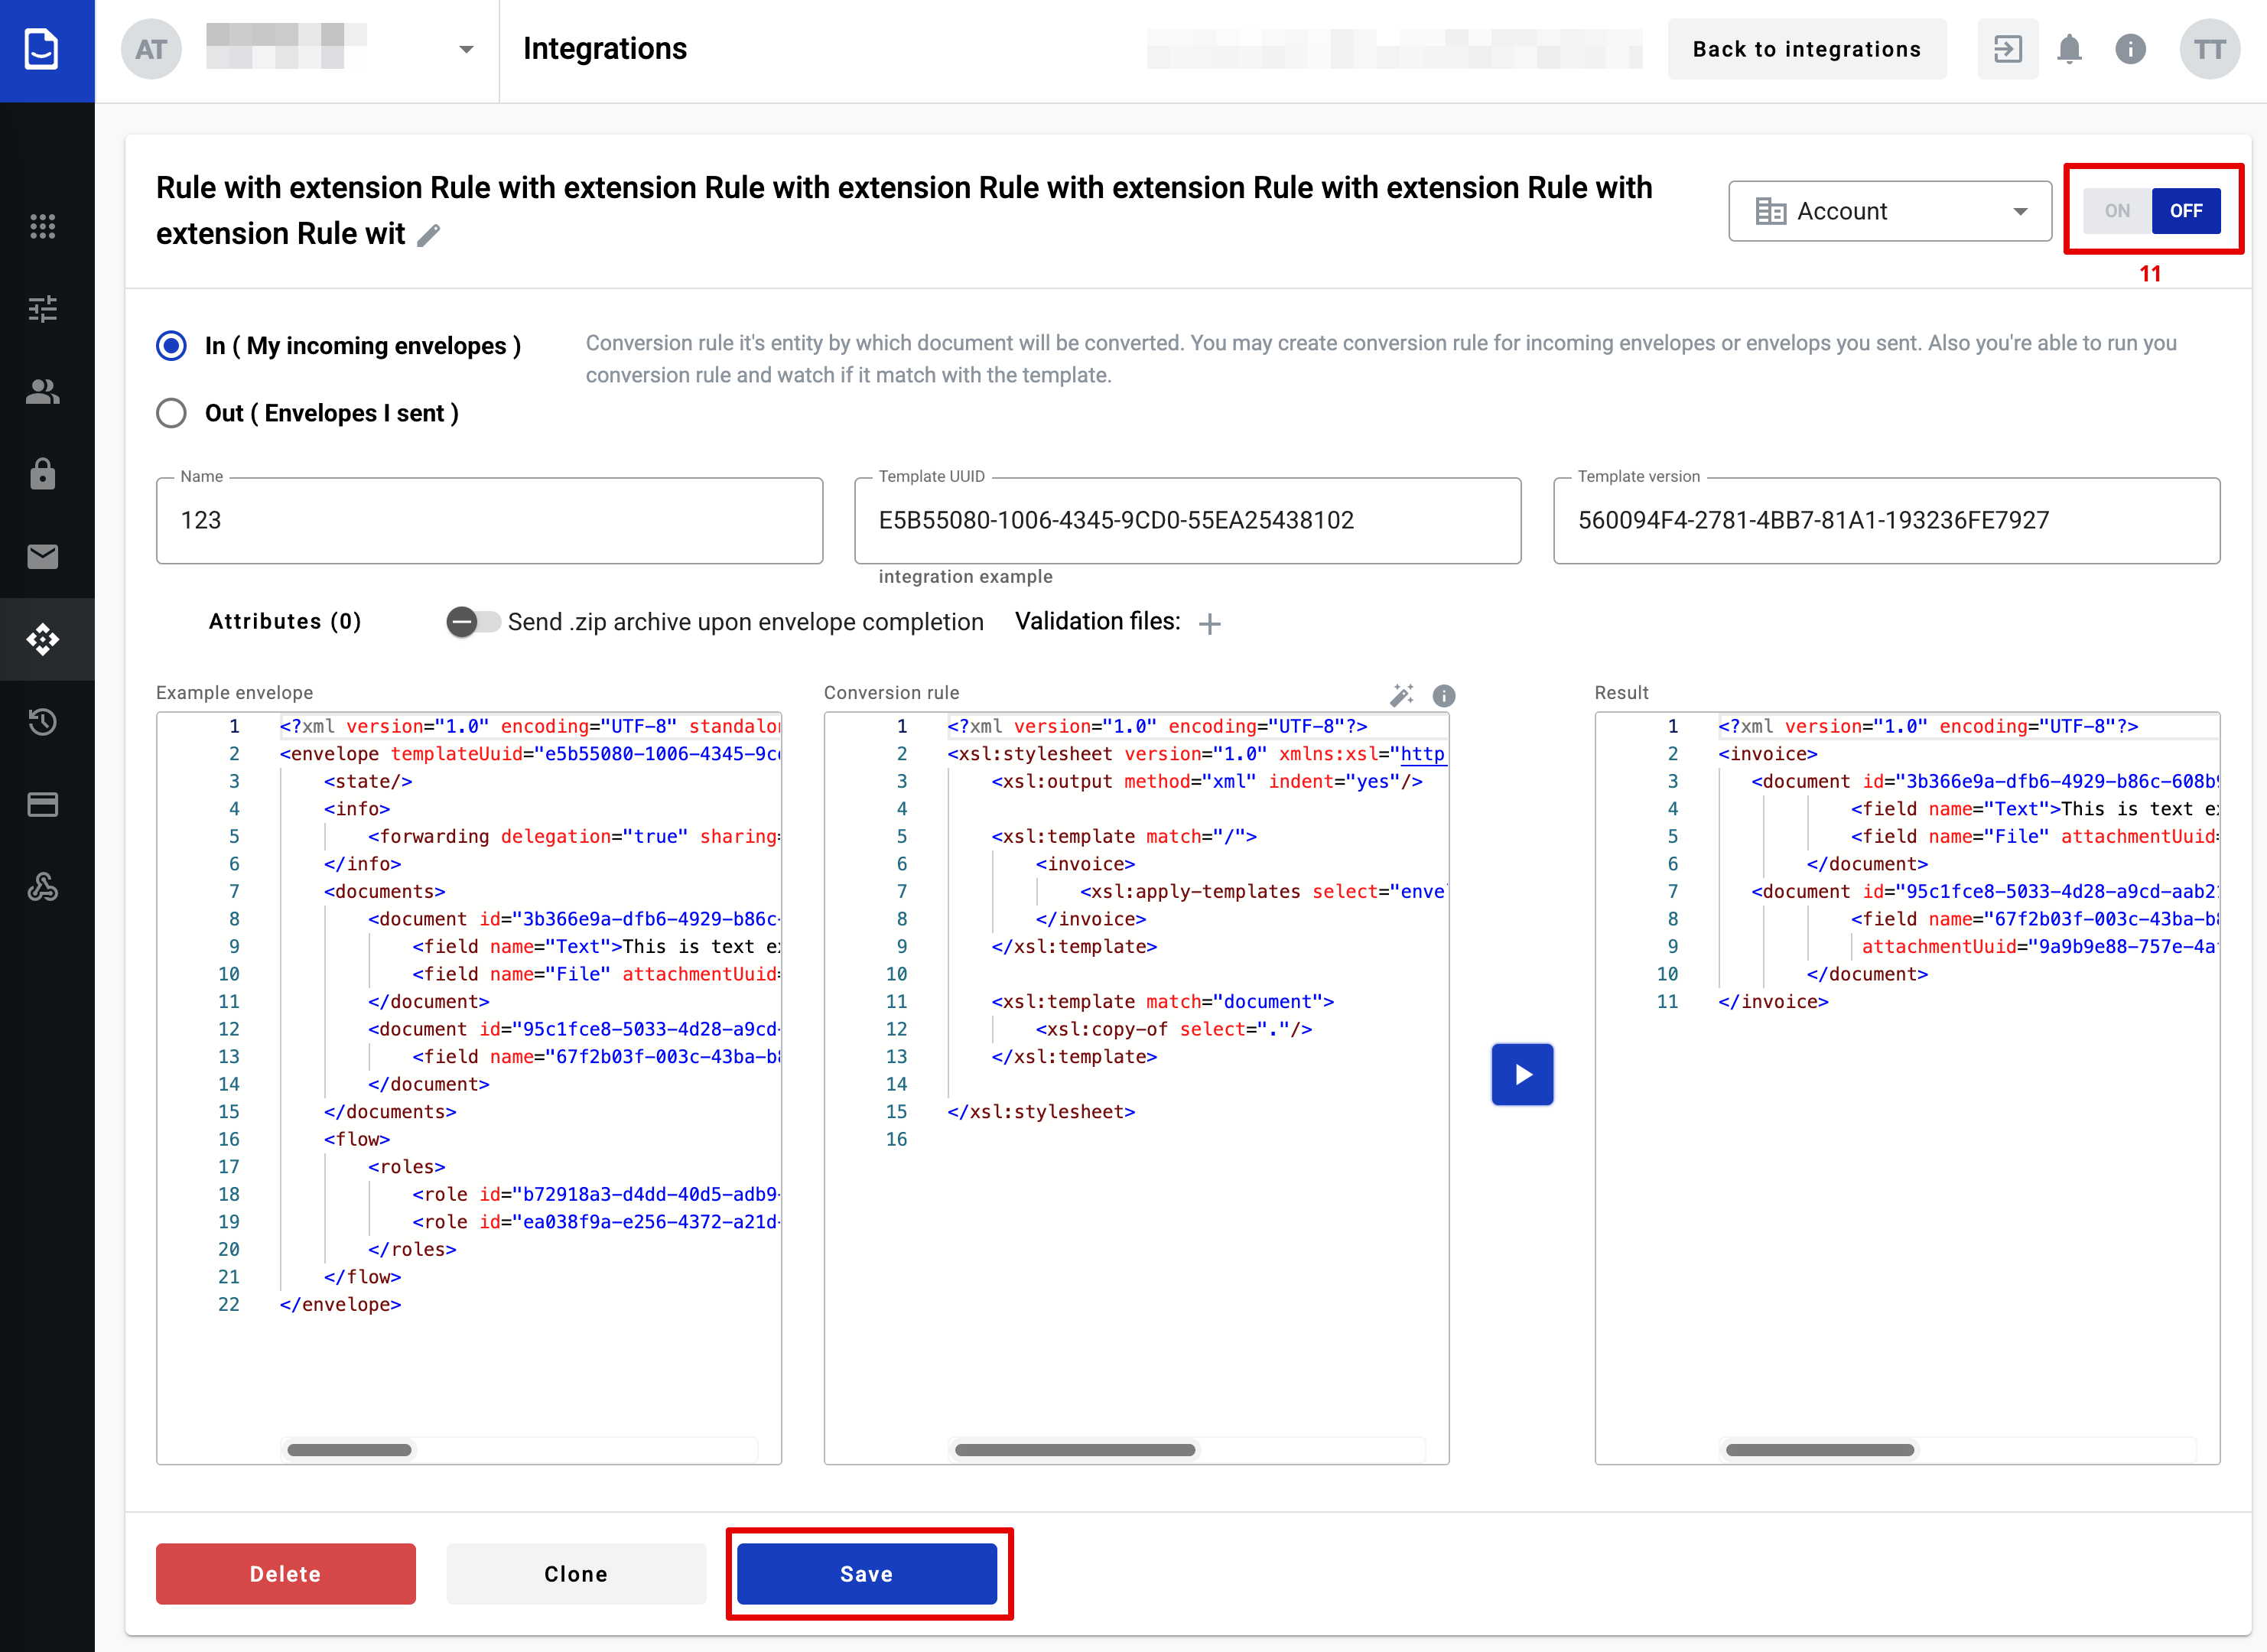 AT
Integrations
Back to integrations
TT
Rule with extension Rule with extension Rule with extension Rule with extension Rule with extension Rule with
extension Rule wit
Account
ON
OFF
11
In ( My incoming envelopes )
Conversion rule it's entity by which document will be converted. You may create conversion rule for incoming envelopes or envelops you sent. Also you're able to run you
conversion rule and watch if it match with the template.
Out ( Envelopes I sent )
Name
123
Template UUID
E5B55080-1006-4345-9CD0-55EA25438102
integration example
Template version
560094F4-2781-4BB7-81A1-193236FE7927
Attributes (0)
Send .zip archive upon envelope completion
Validation files:
Example envelope
1 <?xml version="1.0" encoding="UTF-8" standalo
2 <envelope templateUuid="e5b55080-1006-4345-9c
3 <state/>
4 <info>
5 <forwarding delegation="true" sharing=
6 </info>
7 <documents>
8 <document id="3b366e9a-dfb6-4929-b86c-
9 <field name="Text">This is text e
10 <field name="File" attachmentUuid=
11 </document>
12 <document id="95c1fce8-5033-4d28-a9cd-
13 <field name="67f2b03f-003c-43ba-b
14 </document>
15 </documents>
16 <flow>
17 <roles>
18 <role id="b72918a3-d4dd-40d5-adb9-
19 <role id="ea038f9a-e256-4372-a21d-
20 </roles>
21 </flow>
22 </envelope>
Conversion rule
1 <?xml version="1.0" encoding="UTF-8"?>
2 <xsl:stylesheet version="1.0" xmlns:xsl="http
3 <xsl:output method="xml" indent="yes"/>
4
5 <xsl:template match="/">
6 <invoice>
7 <xsl:apply-templates select="enve
8 </invoice>
9 </xsl:template>
10
11 <xsl:template match="document">
12 <xsl:copy-of select="."/>
13 </xsl:template>
14
15 </xsl:stylesheet>
16
Result
1 <?xml version="1.0" encoding="UTF-8"?>
2 <invoice>
3 <document id="3b366e9a-dfb6-4929-b86c-608b
4 <field name="Text">This is text e
5 <field name="File" attachmentUuid=
6 </document>
7 <document id="95c1fce8-5033-4d28-a9cd-aab2
8 <field name="67f2b03f-003c-43ba-b
9 attachmentUuid="9a9b9e88-757e-4a
10 </document>
11 </invoice>
Delete
Clone
Save